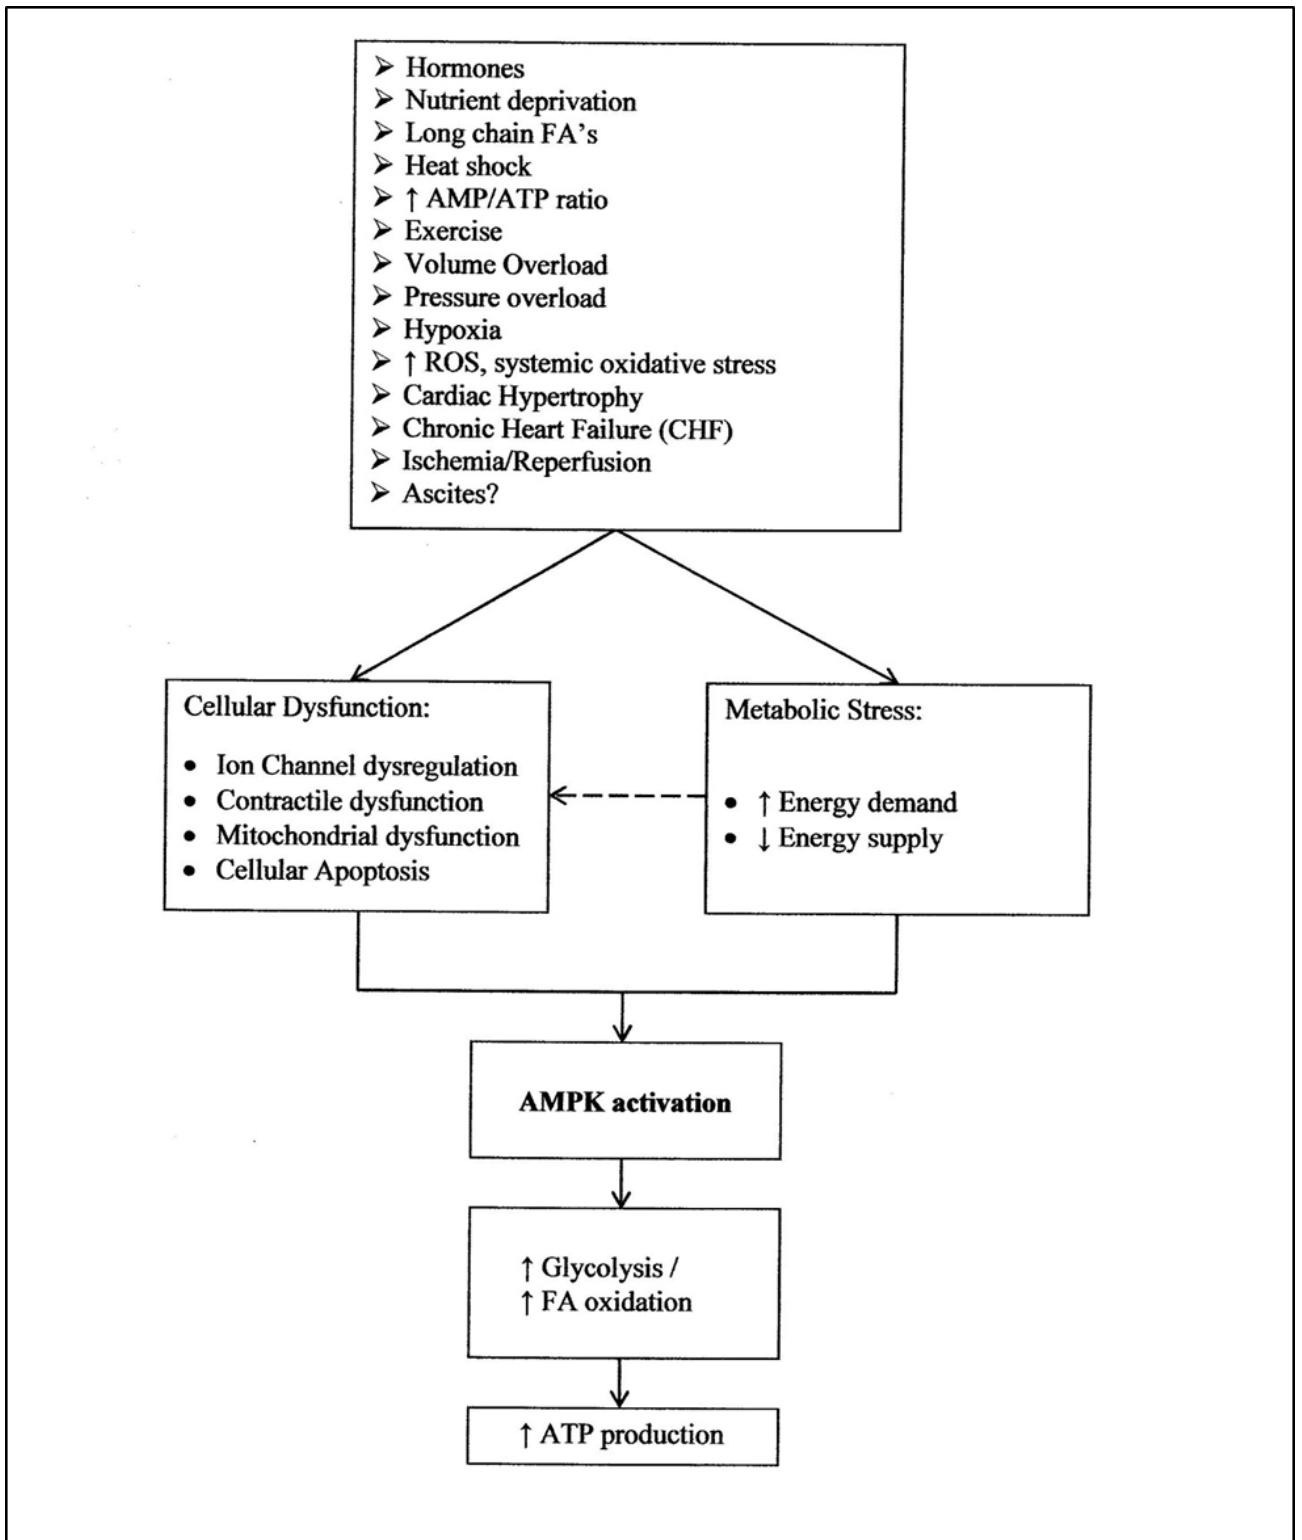 ➢ Hormones
➢ Nutrient deprivation
➢ Long chain FA's
➢ Heat shock
➢ ↑ AMP/ATP ratio
➢ Exercise
➢ Volume Overload
➢ Pressure overload
➢ Hypoxia
➢ ↑ ROS, systemic oxidative stress
➢ Cardiac Hypertrophy
➢ Chronic Heart Failure (CHF)
➢ Ischemia/Reperfusion
➢ Ascites?
Cellular Dysfunction:
• Ion Channel dysregulation
• Contractile dysfunction
• Mitochondrial dysfunction
• Cellular Apoptosis
Metabolic Stress:
• ↑ Energy demand
• ↓ Energy supply
AMPK activation
↑ Glycolysis /
↑ FA oxidation
↑ ATP production